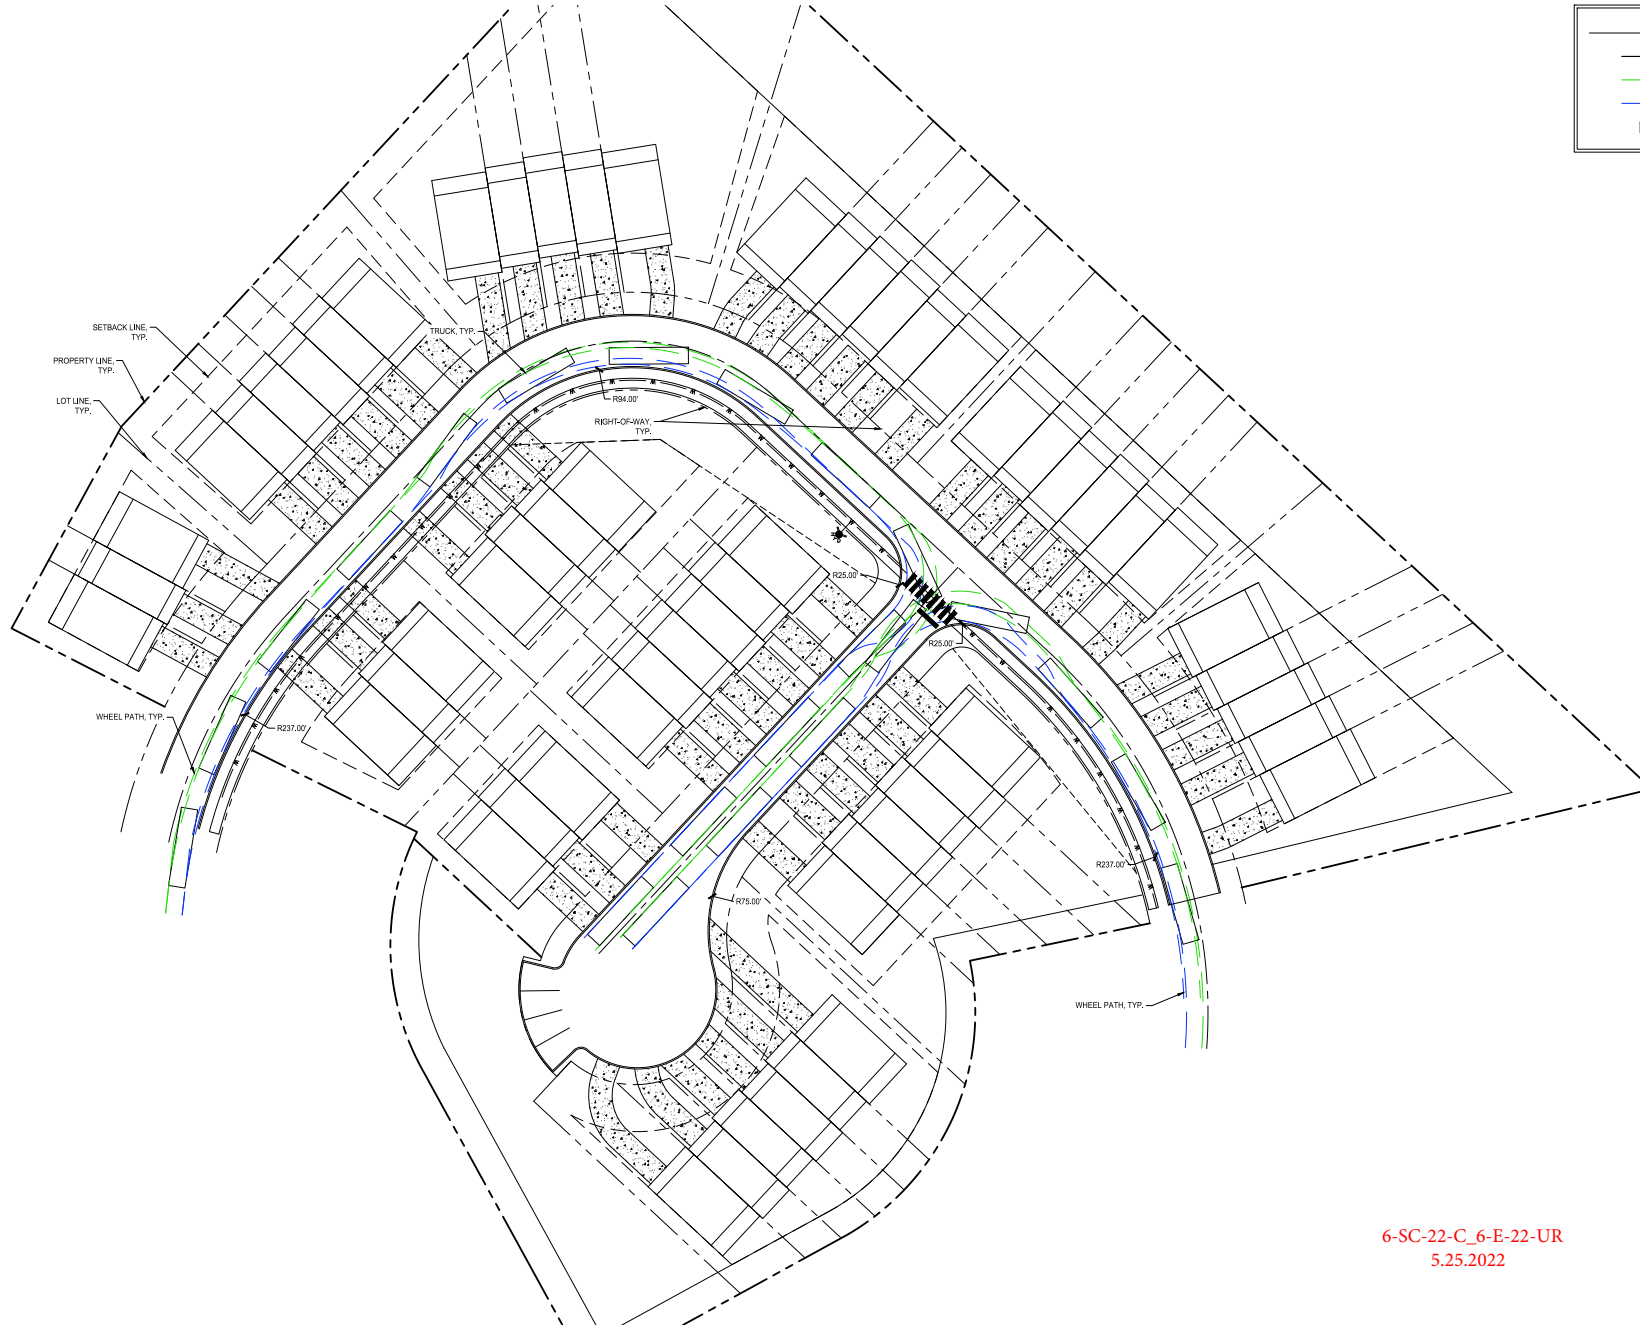 SETBACK LINE,
TYP.
PROPERTY LINE,
TYP.
LOT LINE,
TYP.
TRUCK, TYP.
R94.00'
RIGHT-OF-WAY,
TYP.
R25.00'
R25.00'
WHEEL PATH, TYP.
R237.00'
R237.00'
R75.00'
WHEEL PATH, TYP.
6-SC-22-C_6-E-22-UR
5.25.2022